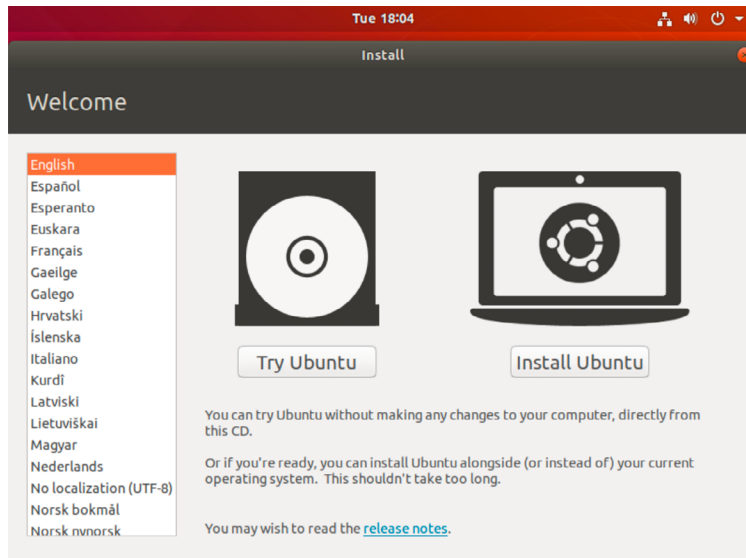 Tue 18:04
Install
Welcome
English
Español
Esperanto
Euskara
Français
Gaeilge
Galego
Hrvatski
Íslenska
Italiano
Kurdî
Latviski
Lietuviškai
Magyar
Nederlands
No localization (UTF-8)
Norsk bokmål
Norsk nynorsk
Try Ubuntu
Install Ubuntu
You can try Ubuntu without making any changes to your computer, directly from
this CD.
Or if you're ready, you can install Ubuntu alongside (or instead of) your current
operating system. This shouldn't take too long.
You may wish to read the release notes.